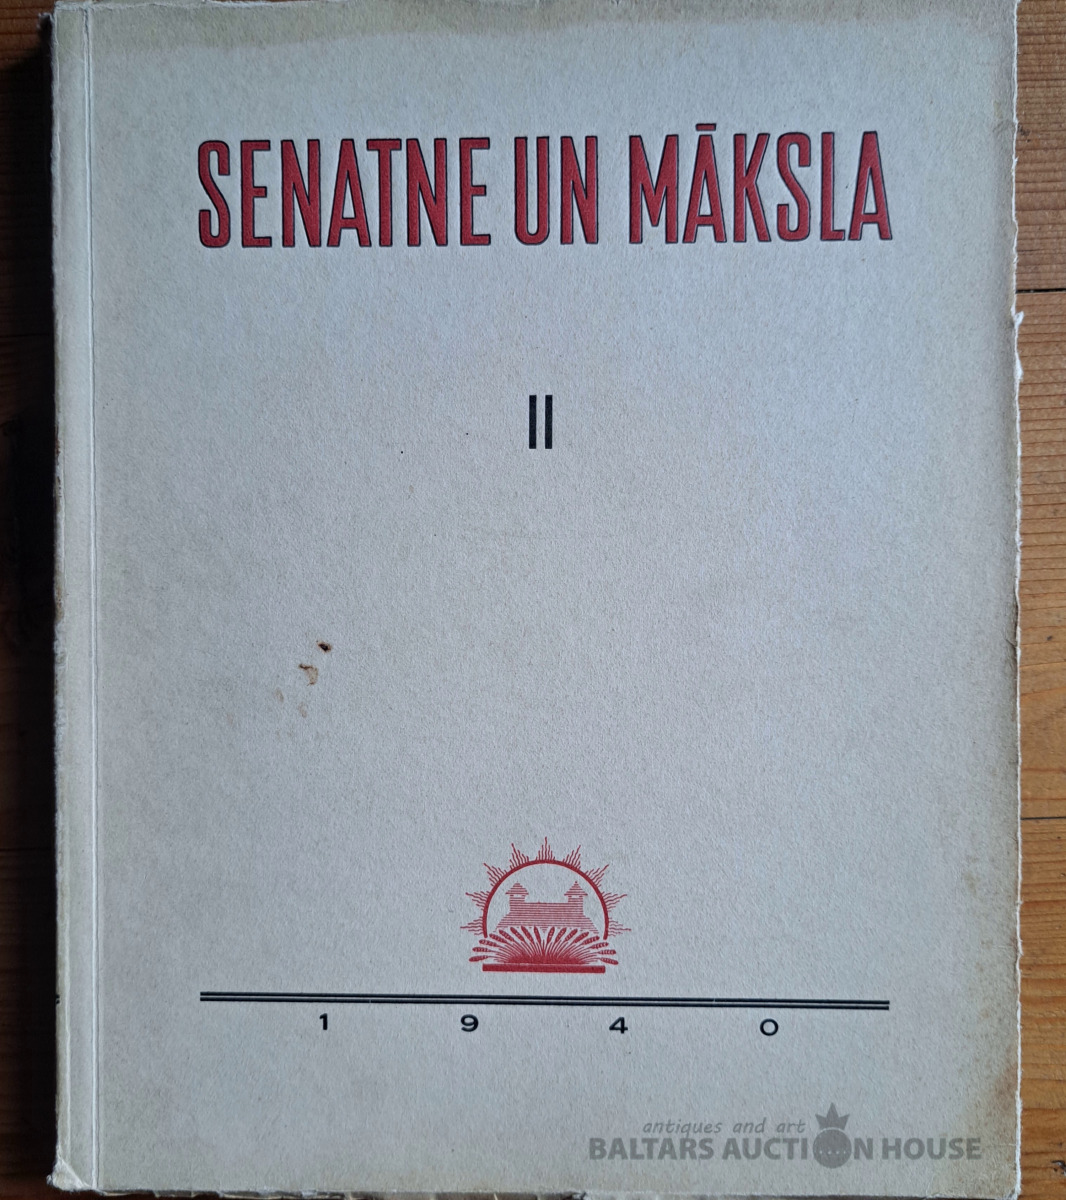 SENATNE UN MĀKSLA
II
1 9 4 0
antiques and art
BALTARS AUCTION HOUSE